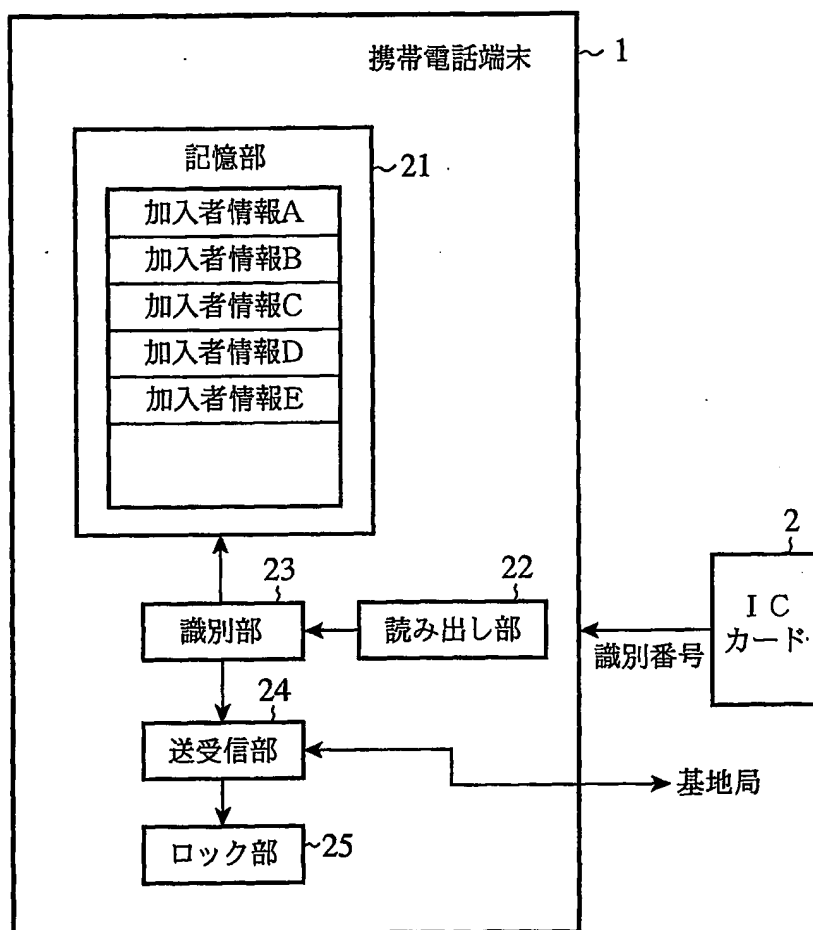 携帯電話端末
~1
記憶部
~21
加入者情報A
加入者情報B
加入者情報C
加入者情報D
加入者情報E
23
22
2
識別部
読み出し部
IC
カード
識別番号
24
送受信部
基地局
ロック部
~25